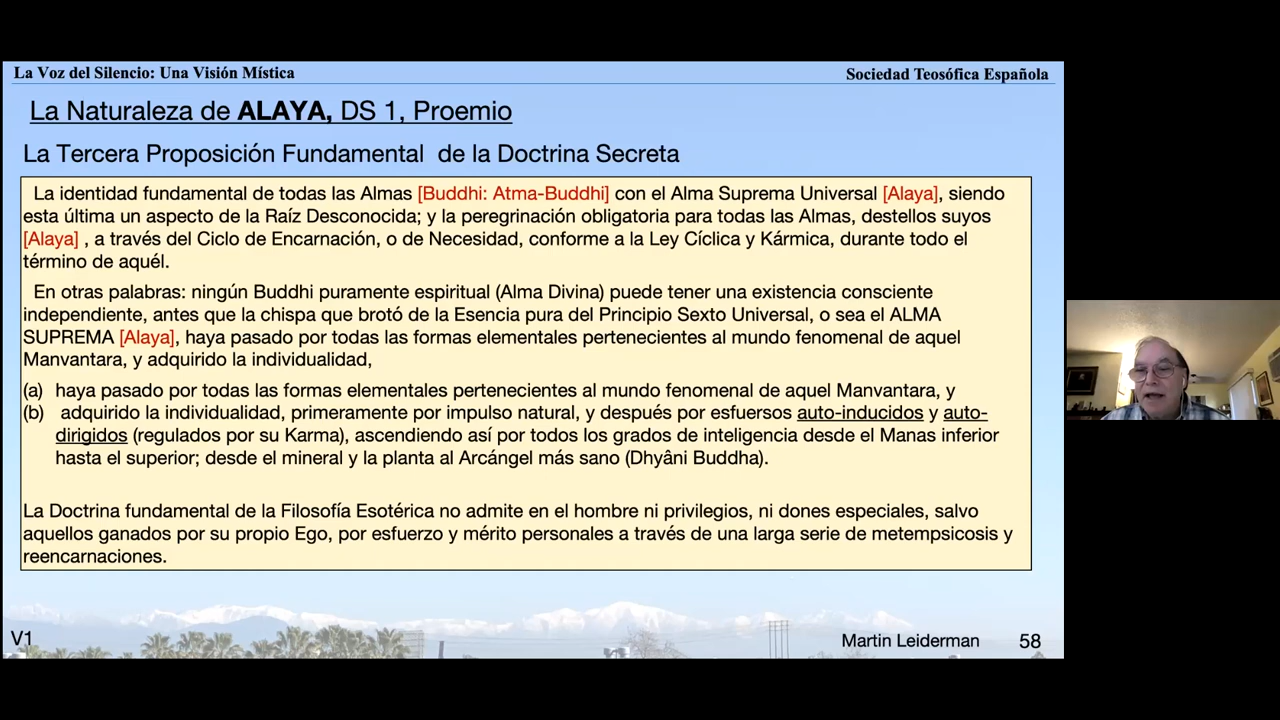 La Voz del Silencio: Una Visión Mística
Sociedad Teosófica Española
La Naturaleza de ALAYA, DS 1, Proemio
La Tercera Proposición Fundamental de la Doctrina Secreta
La identidad fundamental de todas las Almas [Buddhi: Atma-Buddhi] con el Alma Suprema Universal [Alaya], siendo
esta última un aspecto de la Raíz Desconocida; y la peregrinación obligatoria para todas las Almas, destellos suyos
[Alaya] , a través del Ciclo de Encarnación, o de Necesidad, conforme a la Ley Cíclica y Kármica, durante todo el
término de aquél.
En otras palabras: ningún Buddhi puramente espiritual (Alma Divina) puede tener una existencia consciente
independiente, antes que la chispa que brotó de la Esencia pura del Principio Sexto Universal, o sea el ALMA
SUPREMA [Alaya], haya pasado por todas las formas elementales pertenecientes al mundo fenomenal de aquel
Manvantara, y adquirido la individualidad,
(a) haya pasado por todas las formas elementales pertenecientes al mundo fenomenal de aquel Manvantara, y
(b) adquirido la individualidad, primeramente por impulso natural, y después por esfuersos auto-inducidos y auto-
dirigidos (regulados por su Karma), ascendiendo así por todos los grados de inteligencia desde el Manas inferior
hasta el superior; desde el mineral y la planta al Arcángel más sano (Dhyâni Buddha).
La Doctrina fundamental de la Filosofía Esotérica no admite en el hombre ni privilegios, ni dones especiales, salvo
aquellos ganados por su propio Ego, por esfuerzo y mérito personales a través de una larga serie de metempsicosis y
reencarnaciones.
V1
Martin Leiderman
58